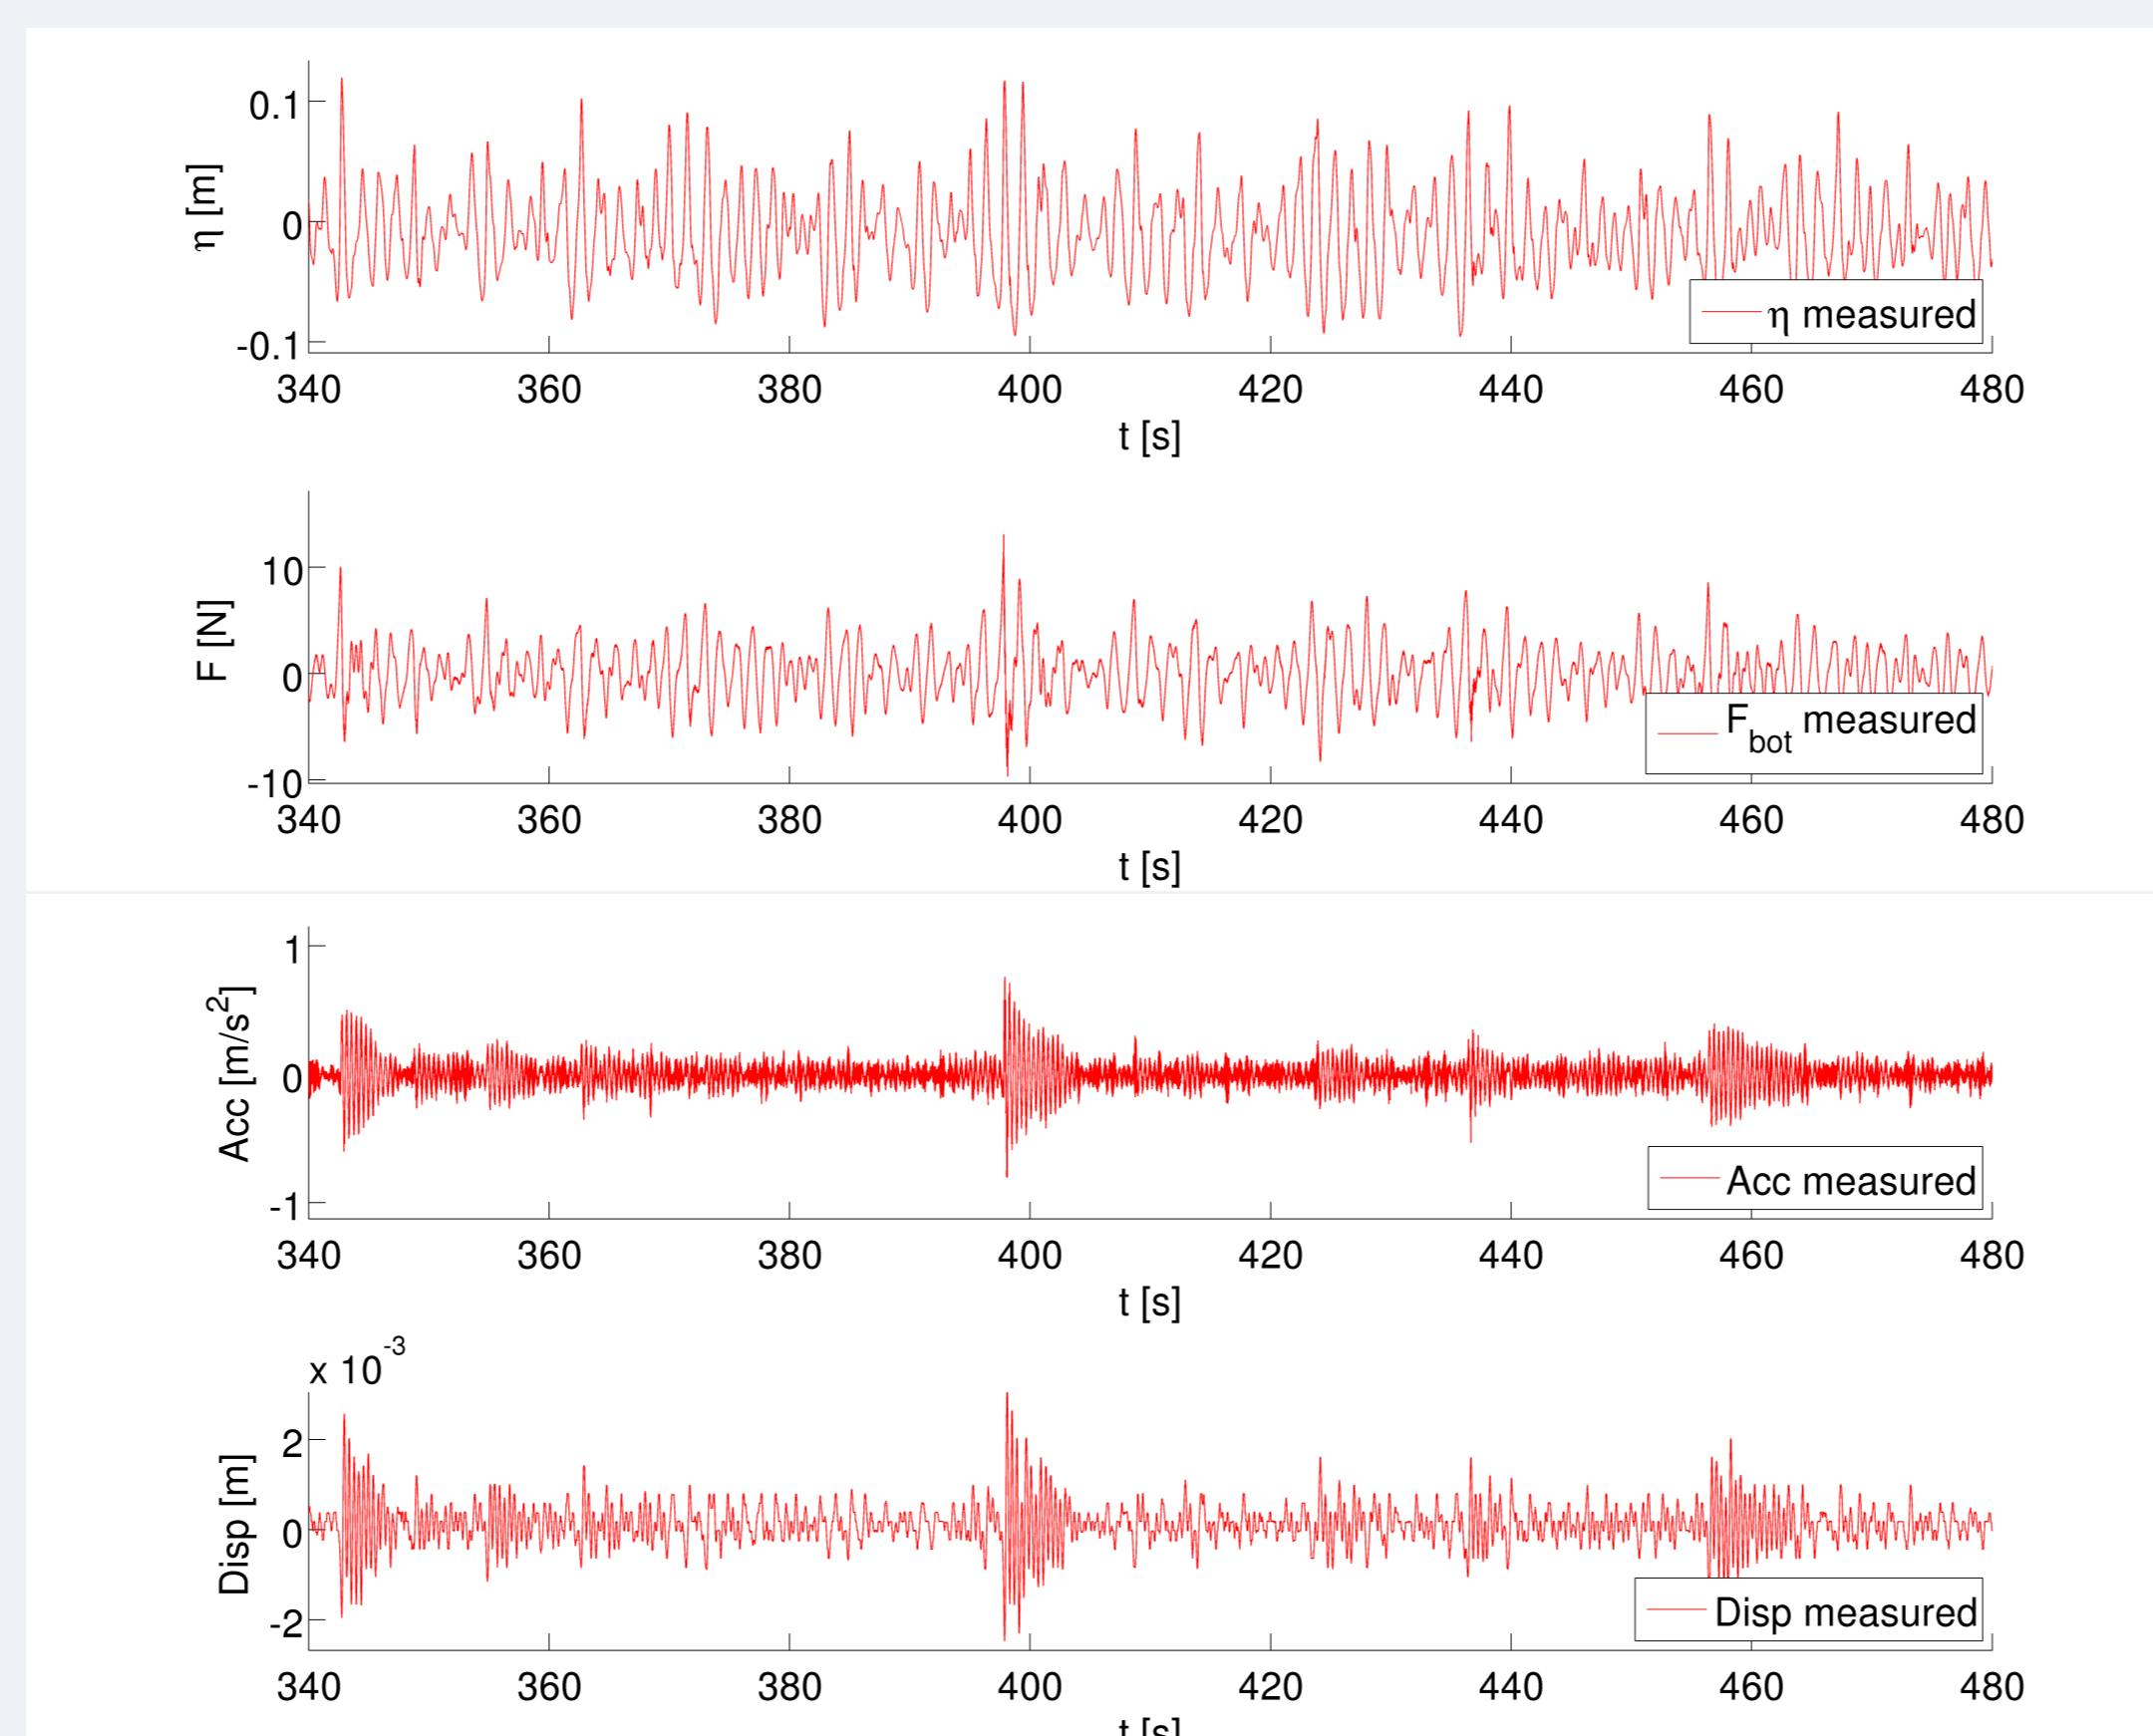 0.1
0
-0.1
η [m]
η measured
340 360 380 400 420 440 460 480
t [s]
10
0
-10
F [N]
F_bot measured
340 360 380 400 420 440 460 480
t [s]
1
0
-1
Acc [m/s²]
Acc measured
340 360 380 400 420 440 460 480
t [s]
x 10⁻³
2
0
-2
Disp [m]
Disp measured
340 360 380 400 420 440 460 480
t [s]